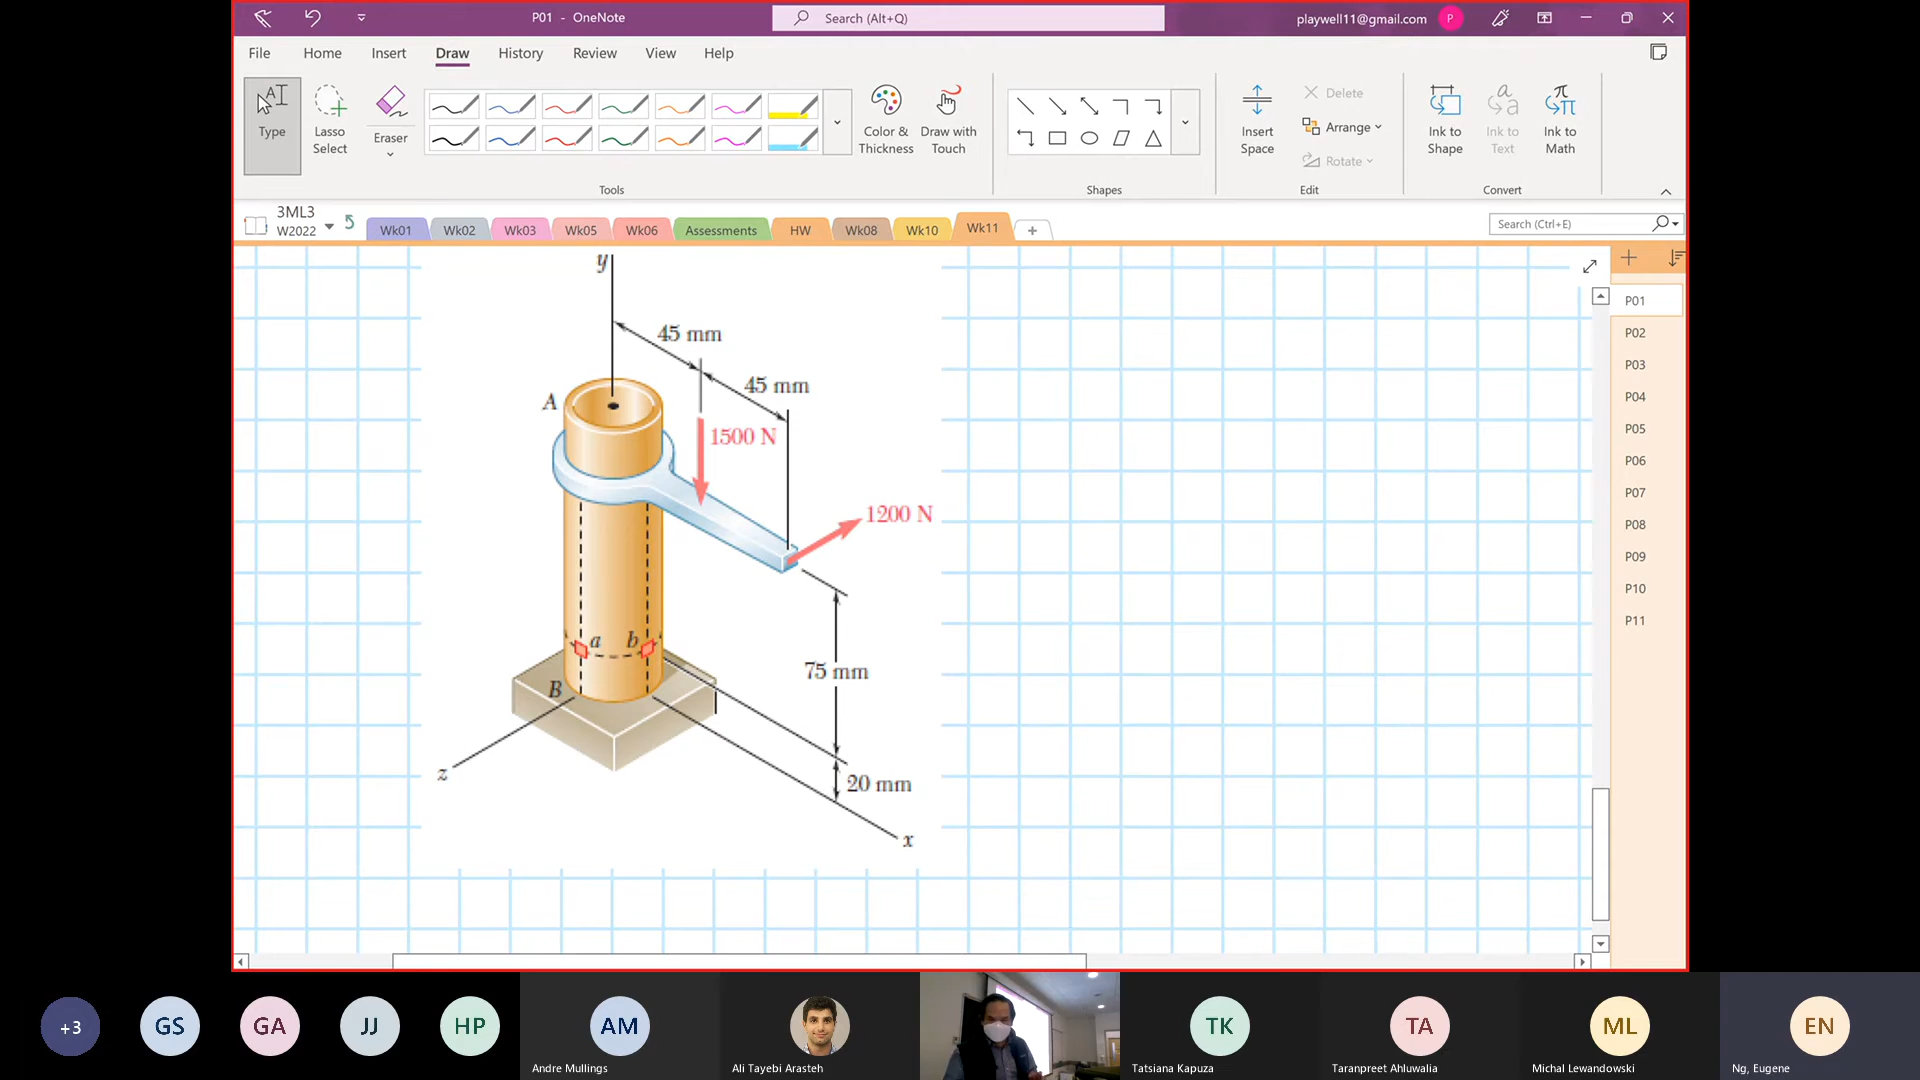 P01 - OneNote
Search (Alt+Q)
playwell11@gmail.com
P
File
Home
Insert
Draw
History
Review
View
Help
Type
Lasso
Select
Eraser
Color &
Thickness
Draw with
Touch
Insert
Space
Delete
Arrange
Rotate
Ink to
Shape
Ink to
Text
Ink to
Math
Tools
Shapes
Edit
Convert
3ML3
W2022
Wk01
Wk02
Wk03
Wk05
Wk06
Assessments
HW
Wk08
Wk10
Wk11
Search (Ctrl+E)
P01
P02
P03
P04
P05
P06
P07
P08
P09
P10
P11
y
45 mm
45 mm
A
1500 N
1200 N
a
b
75 mm
B
z
20 mm
x
+3
GS
GA
JJ
HP
AM
Andre Mullings
Ali Tayebi Arasteh
TK
Tatsiana Kapuza
TA
Taranpreet Ahluwalia
ML
Michal Lewandowski
EN
Ng, Eugene